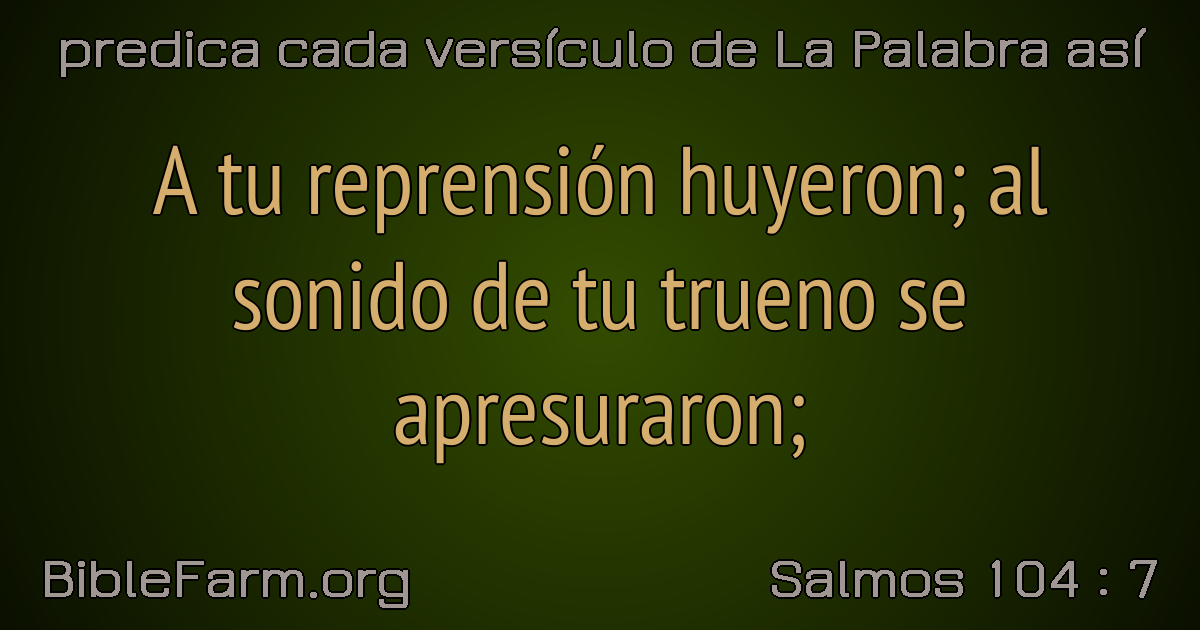 predica cada versículo de La Palabra así
A tu reprensión huyeron; al
sonido de tu trueno se
apresuraron;
BibleFarm.org
Salmos 104 : 7